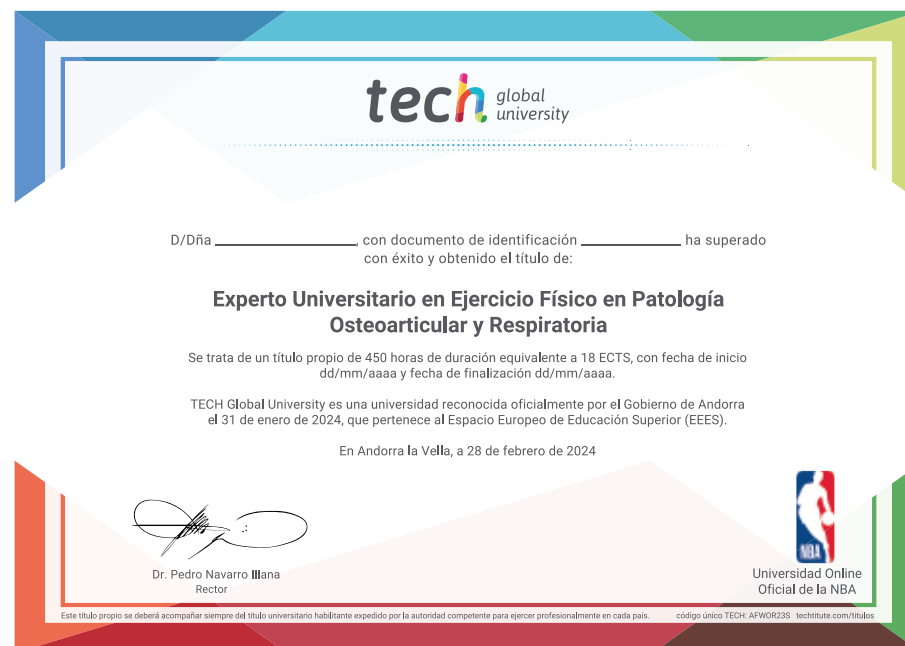 tech global university
D/Dña ______________, con documento de identificación __________ ha superado
con éxito y obtenido el título de:
Experto Universitario en Ejercicio Físico en Patología
Osteoarticular y Respiratoria
Se trata de un título propio de 450 horas de duración equivalente a 18 ECTS, con fecha de inicio
dd/mm/aaaa y fecha de finalización dd/mm/aaaa.
TECH Global University es una universidad reconocida oficialmente por el Gobierno de Andorra
el 31 de enero de 2024, que pertenece al Espacio Europeo de Educación Superior (EEES).
En Andorra la Vella, a 28 de febrero de 2024
Dr. Pedro Navarro Illana
Rector
NBA
Universidad Online
Oficial de la NBA
Este título propio se deberá acompañar siempre del título universitario habilitante expedido por la autoridad competente para ejercer profesionalmente en cada país. código único TECH: AFWOR23S techtitute.com/titulos